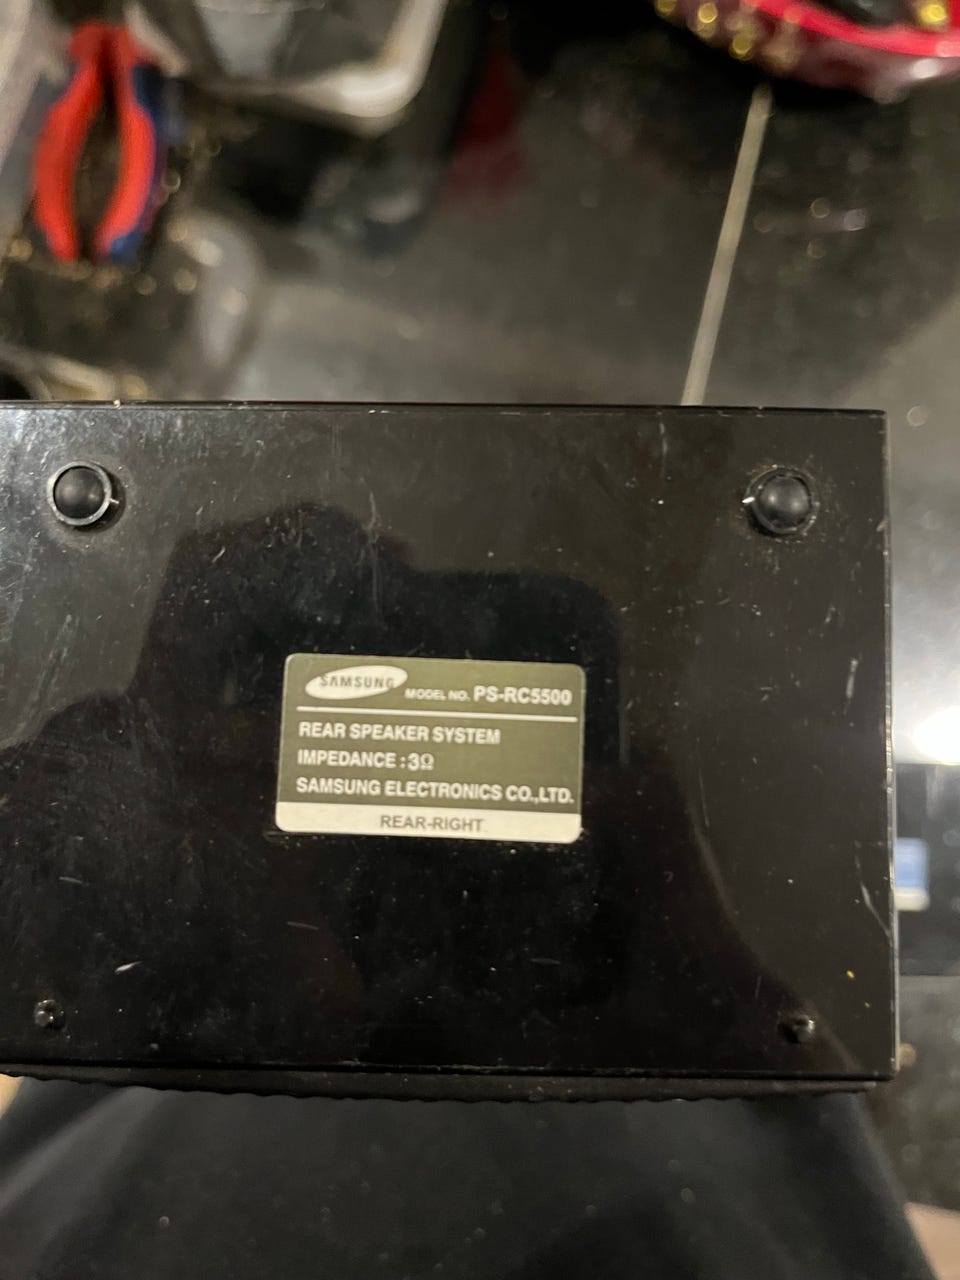 SAMSUNG MODEL NO. PS-RC5500
REAR SPEAKER SYSTEM
IMPEDANCE : 3Ω
SAMSUNG ELECTRONICS CO.,LTD.
REAR-RIGHT